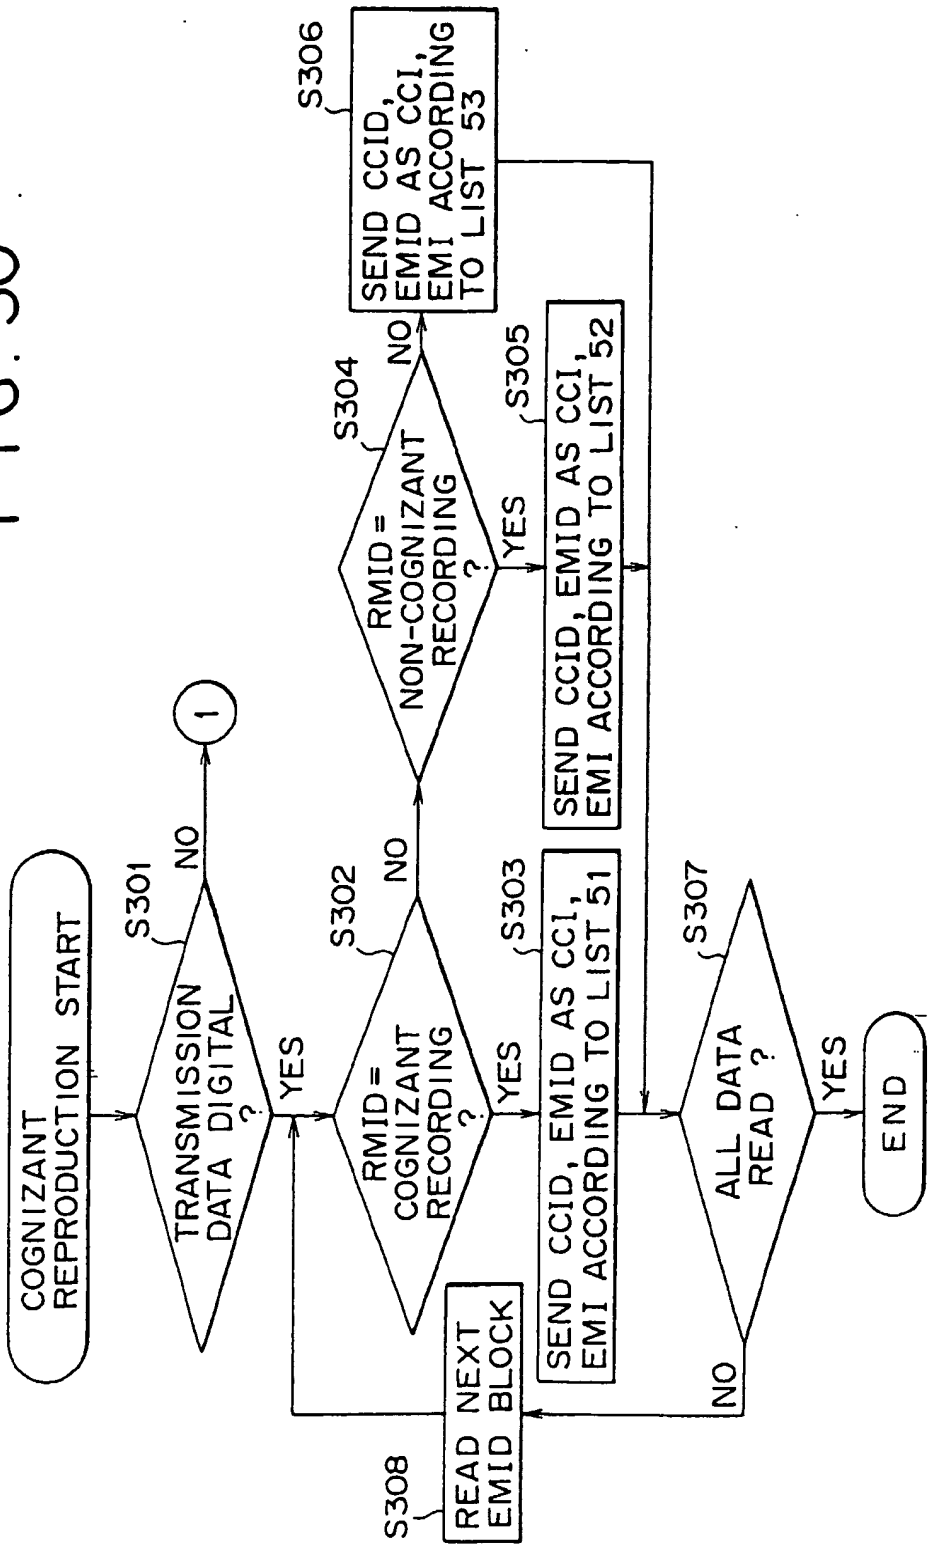 COGNIZANT
REPRODUCTION START
S301
TRANSMISSION
DATA DIGITAL
?
NO
1
YES
S302
RMID=
COGNIZANT
RECORDING
?
NO
YES
S303
SEND CCID, EMID AS CCI,
EMI ACCORDING TO LIST 51
S304
RMID=
NON-COGNIZANT
RECORDING
?
NO
YES
S305
SEND CCID, EMID AS CCI,
EMI ACCORDING TO LIST 52
S306
SEND CCID,
EMID AS CCI,
EMI ACCORDING
TO LIST 53
S307
ALL DATA
READ ?
NO
YES
S308
READ NEXT
EMID BLOCK
END